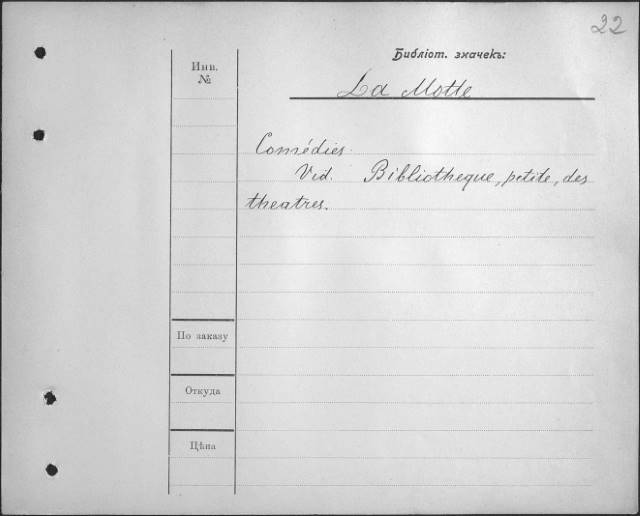 22
Библіот. значекъ:
Инв.
№
La Motte
Comédies.
Vid. Bibliotheque, petite, des
theatres.
По заказу
Откуда
Цѣна